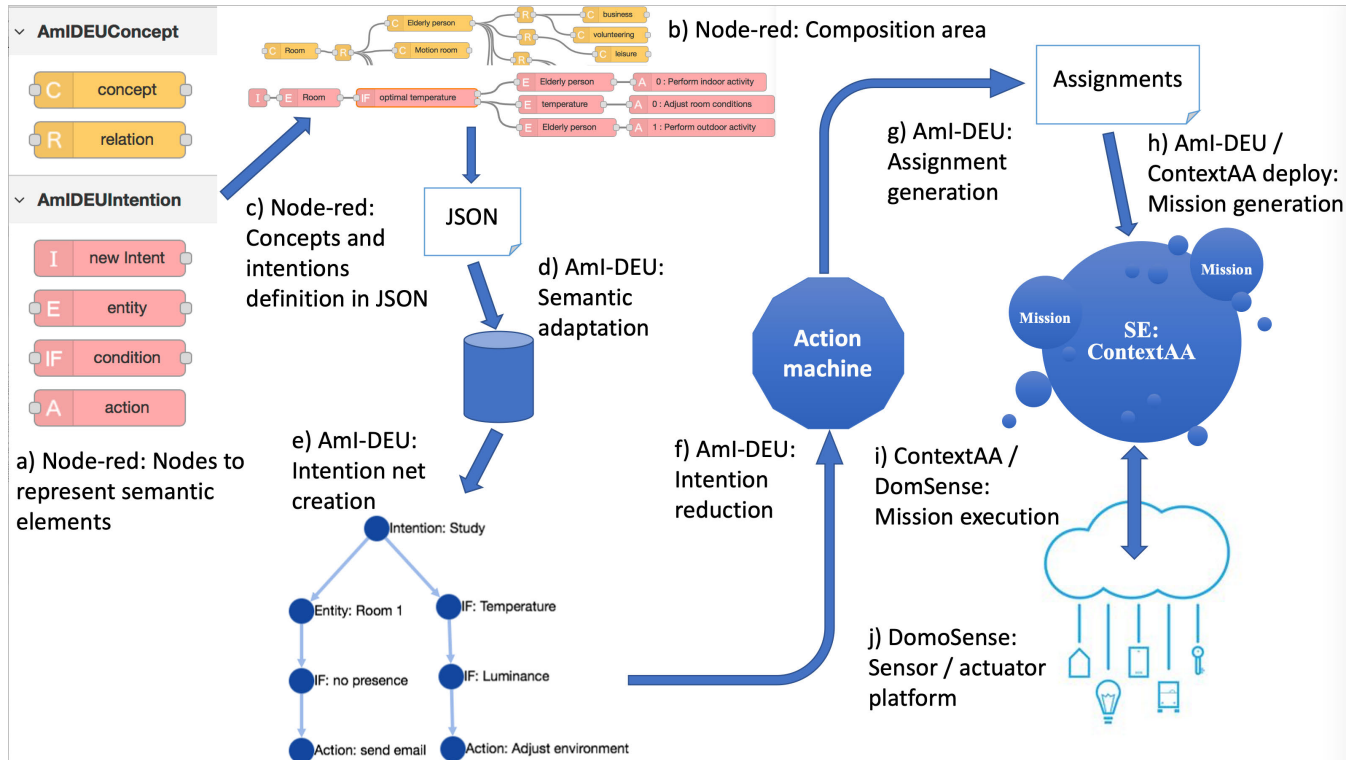 AmIDEUConcept
C concept
R relation
AmIDEUIntention
I new Intent
E entity
IF condition
A action
a) Node-red: Nodes to
represent semantic
elements
b) Node-red: Composition area
C Room
R
C Elderly person
C Motion room
R
R
R
C business
C volunteering
C leisure
I
E Room
IF optimal temperature
E Elderly person
A 0 : Perform indoor activity
E temperature
A 0 : Adjust room conditions
E Elderly person
A 1 : Perform outdoor activity
c) Node-red:
Concepts and
intentions
definition in JSON
JSON
d) AmI-DEU:
Semantic
adaptation
e) AmI-DEU:
Intention net
creation
Intention: Study
Entity: Room 1
IF: Temperature
IF: no presence
IF: Luminance
Action: send email
Action: Adjust environment
f) AmI-DEU:
Intention
reduction
Action
machine
g) AmI-DEU:
Assignment
generation
Assignments
h) AmI-DEU /
ContextAA deploy:
Mission generation
Mission
Mission
SE:
ContextAA
i) ContextAA /
DomSense:
Mission execution
j) DomoSense:
Sensor / actuator
platform